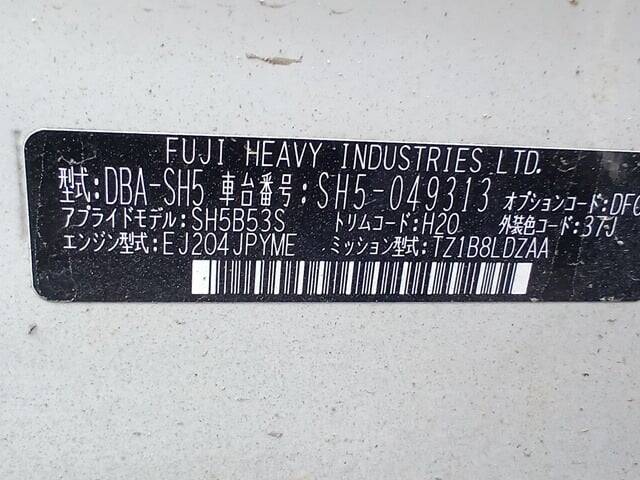 FUJI HEAVY INDUSTRIES LTD.
型式:DBA-SH5 車台番号:SH5-049313 オプションコード:DFC
アプライドモデル:SH5B53S トリムコード:H20 外装色コード:37J
エンジン型式:EJ204JPYME ミッション型式:TZ1B8LDZAA